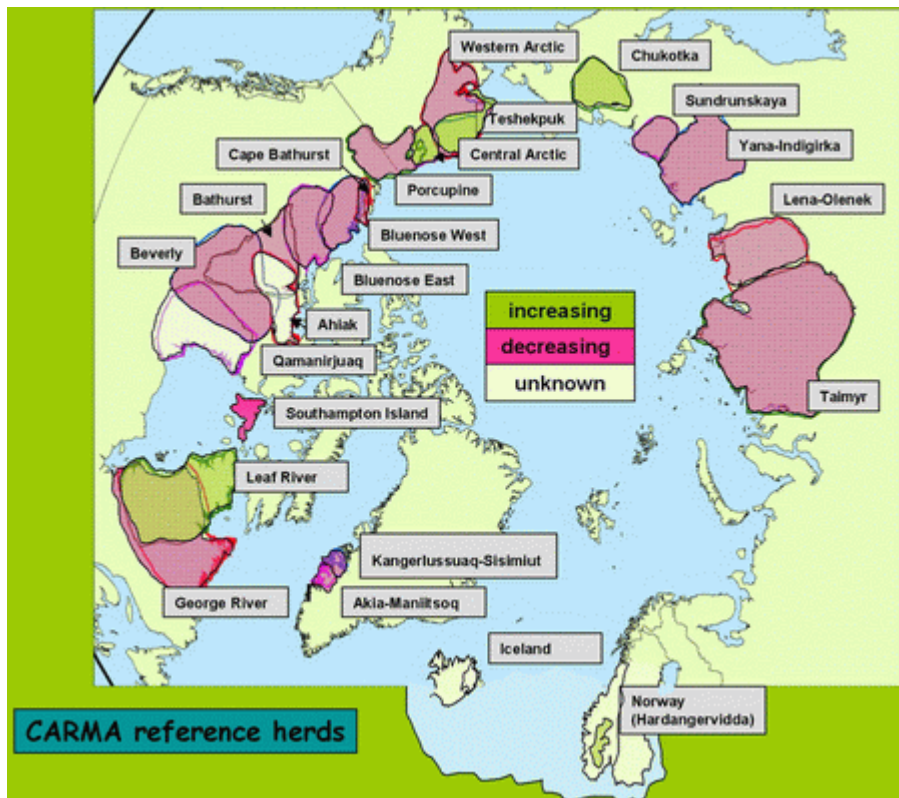 Western Arctic
Chukotka
Teshekpuk
Sundrunskaya
Cape Bathurst
Central Arctic
Yana-Indigirka
Bathurst
Porcupine
Lena-Olenek
Beverly
Bluenose West
Bluenose East
increasing
Ahiak
decreasing
Qamanirjuaq
unknown
Taimyr
Southampton Island
Leaf River
Kangerlussuaq-Sisimiut
George River
Akia-Maniitsoq
Iceland
Norway
(Hardangervidda)
CARMA reference herds